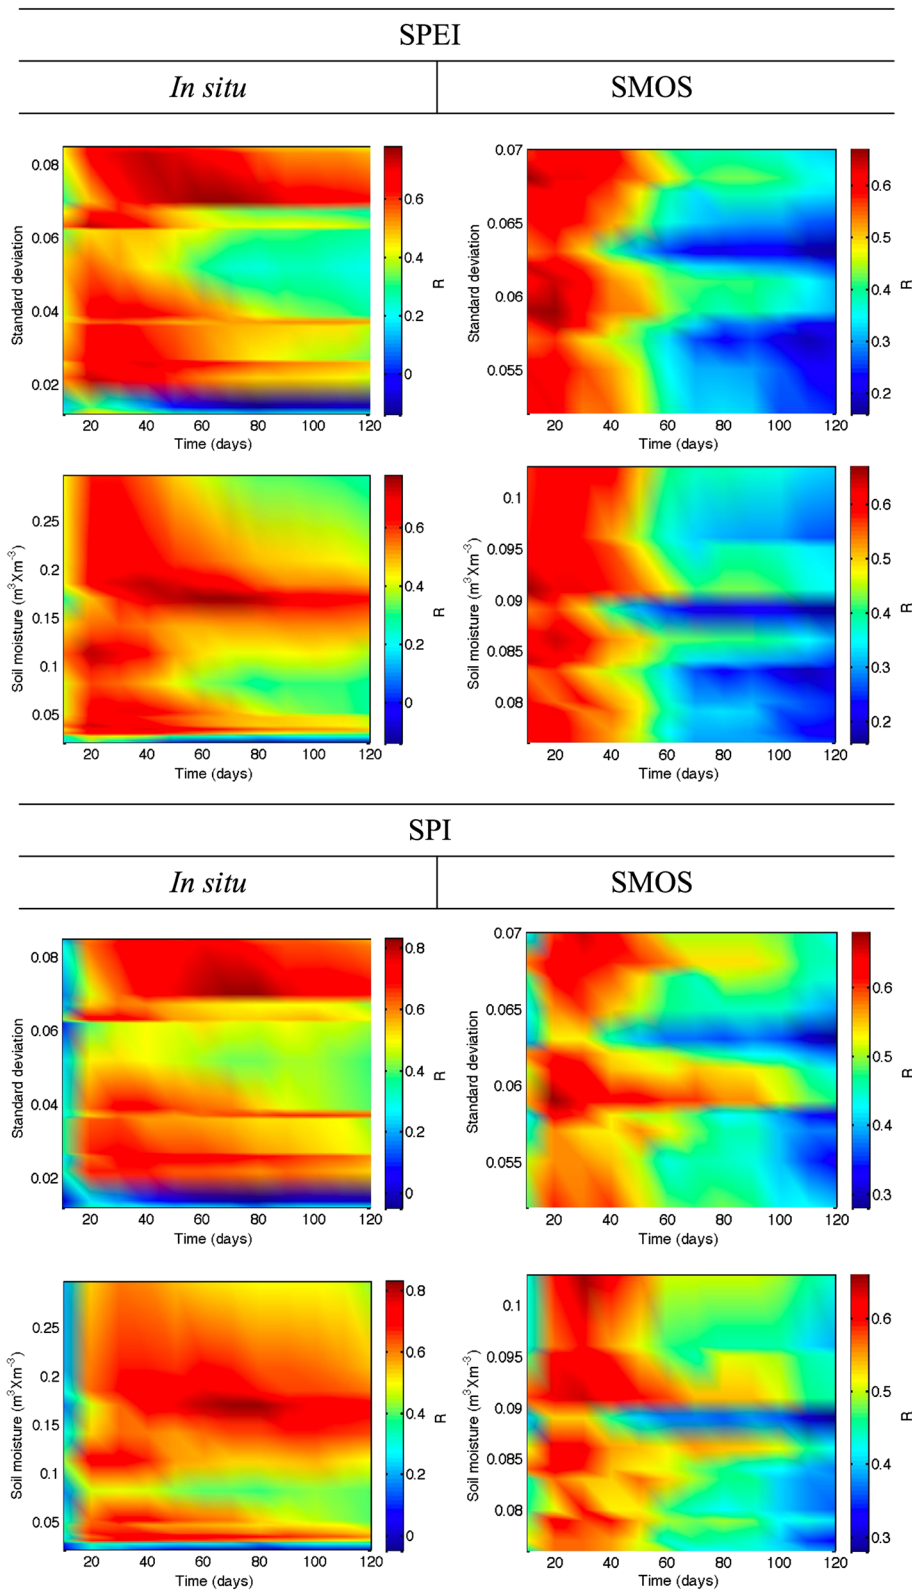 SPEI
In situ
SMOS
0.08
0.06
0.04
0.02
Standard deviation
20 40 60 80 100 120
Time (days)
0.6
0.4
0.2
0
R
0.07
0.065
0.06
0.055
Standard deviation
20 40 60 80 100 120
Time (days)
0.6
0.5
0.4
0.3
0.2
R
0.25
0.2
0.15
0.1
0.05
Soil moisture (m³Xm⁻³)
20 40 60 80 100 120
Time (days)
0.6
0.4
0.2
0
R
0.1
0.095
0.09
0.085
0.08
Soil moisture (m³Xm⁻³)
20 40 60 80 100 120
Time (days)
0.6
0.5
0.4
0.3
0.2
R
SPI
In situ
SMOS
0.08
0.06
0.04
0.02
Standard deviation
20 40 60 80 100 120
Time (days)
0.8
0.6
0.4
0.2
0
R
0.07
0.065
0.06
0.055
Standard deviation
20 40 60 80 100 120
Time (days)
0.6
0.5
0.4
0.3
R
0.25
0.2
0.15
0.1
0.05
Soil moisture (m³Xm⁻³)
20 40 60 80 100 120
Time (days)
0.8
0.6
0.4
0.2
0
R
0.1
0.095
0.09
0.085
0.08
Soil moisture (m³Xm⁻³)
20 40 60 80 100 120
Time (days)
0.6
0.5
0.4
0.3
R